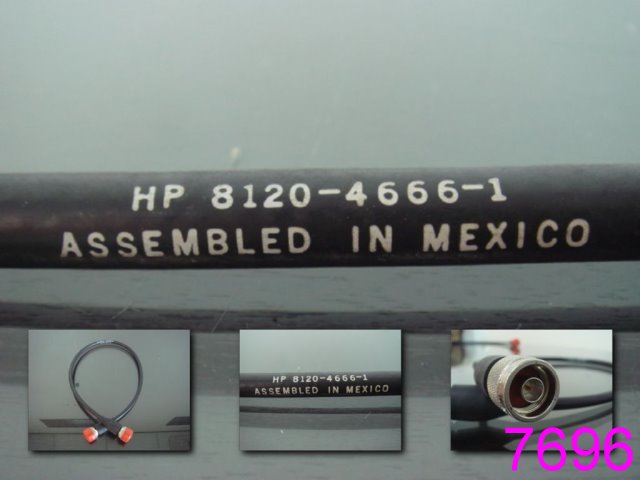 HP 8120-4666-1
ASSEMBLED IN MEXICO
HP 8120-4666-1
ASSEMBLED IN MEXICO
7696